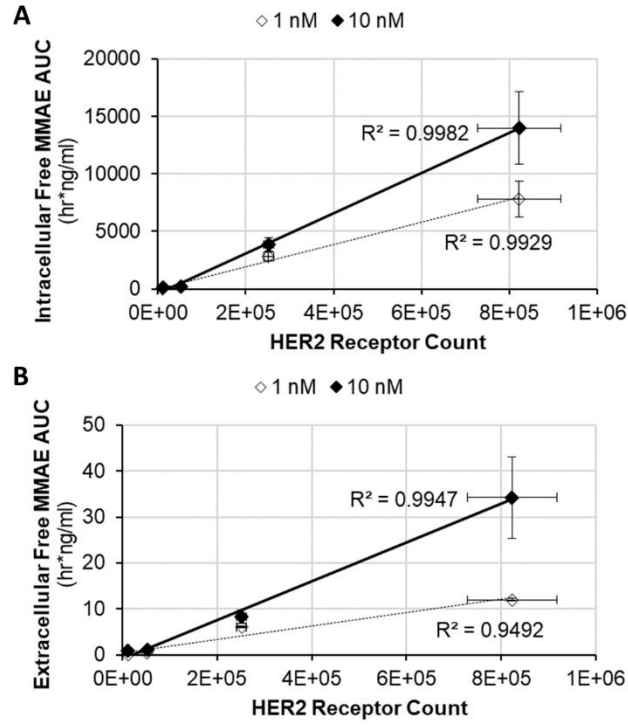 A
◇ 1 nM ◆ 10 nM
Intracellular Free MMAE AUC
(hr*ng/ml)
20000
15000
10000
5000
0
R² = 0.9982
R² = 0.9929
0E+00 2E+05 4E+05 6E+05 8E+05 1E+06
HER2 Receptor Count
B
◇ 1 nM ◆ 10 nM
Extracellular Free MMAE AUC
(hr*ng/ml)
50
40
30
20
10
0
R² = 0.9947
R² = 0.9492
0E+00 2E+05 4E+05 6E+05 8E+05 1E+06
HER2 Receptor Count